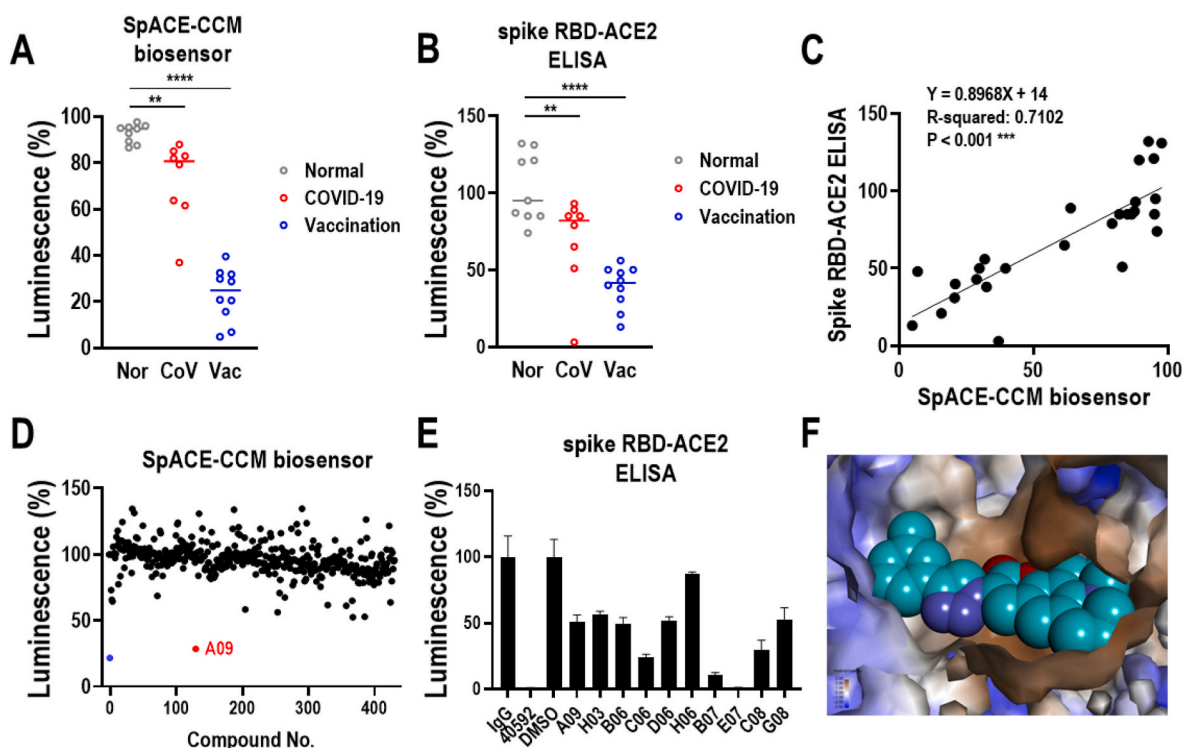 A
SpACE-CCM
biosensor
****
**
Luminescence (%)
100
80
60
40
20
0
Nor CoV Vac
Normal
COVID-19
Vaccination
B
spike RBD-ACE2
ELISA
****
**
Luminescence (%)
150
100
50
0
Nor CoV Vac
Normal
COVID-19
Vaccination
C
Y = 0.8968X + 14
R-squared: 0.7102
P < 0.001 ***
Spike RBD-ACE2 ELISA
150
100
50
0
0 50 100
SpACE-CCM biosensor
D
SpACE-CCM biosensor
Luminescence (%)
150
100
50
0
A09
0 100 200 300 400
Compound No.
E
spike RBD-ACE2
ELISA
Luminescence (%)
150
100
50
0
IgG
40592
DMSO
A09
H03
B06
C06
D06
H06
B07
E07
C08
G08
F